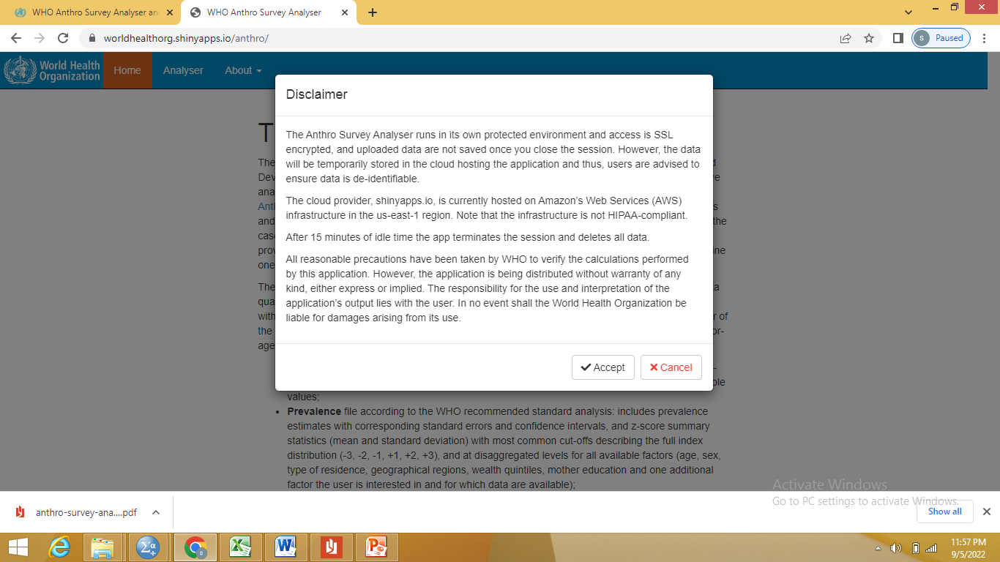 WHO Anthro Survey Analyser an
WHO Anthro Survey Analyser
worldhealthorg.shinyapps.io/anthro/
S
Paused
World Health
Organization
Home
Analyser
About
Disclaimer
The Anthro Survey Analyser runs in its own protected environment and access is SSL
encrypted, and uploaded data are not saved once you close the session. However, the data
will be temporarily stored in the cloud hosting the application and thus, users are advised to
ensure data is de-identifiable.
The cloud provider, shinyapps.io, is currently hosted on Amazon's Web Services (AWS)
infrastructure in the us-east-1 region. Note that the infrastructure is not HIPAA-compliant.
After 15 minutes of idle time the app terminates the session and deletes all data.
All reasonable precautions have been taken by WHO to verify the calculations performed
by this application. However, the application is being distributed without warranty of any
kind, either express or implied. The responsibility for the use and interpretation of the
application's output lies with the user. In no event shall the World Health Organization be
liable for damages arising from its use.
Accept
Cancel
values;
• Prevalence file according to the WHO recommended standard analysis: includes prevalence
estimates with corresponding standard errors and confidence intervals, and z-score summary
statistics (mean and standard deviation) with most common cut-offs describing the full index
distribution (-3, -2, -1, +1, +2, +3), and at disaggregated levels for all available factors (age, sex,
type of residence, geographical regions, wealth quintiles, mother education and one additional
factor the user is interested in and for which data are available);
Activate Windows
Go to PC settings to activate Windows.
anthro-survey-ana....pdf
Show all
11:57 PM
9/5/2022